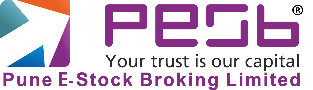 PESb®
Your trust is our capital
Pune E-Stock Broking Limited